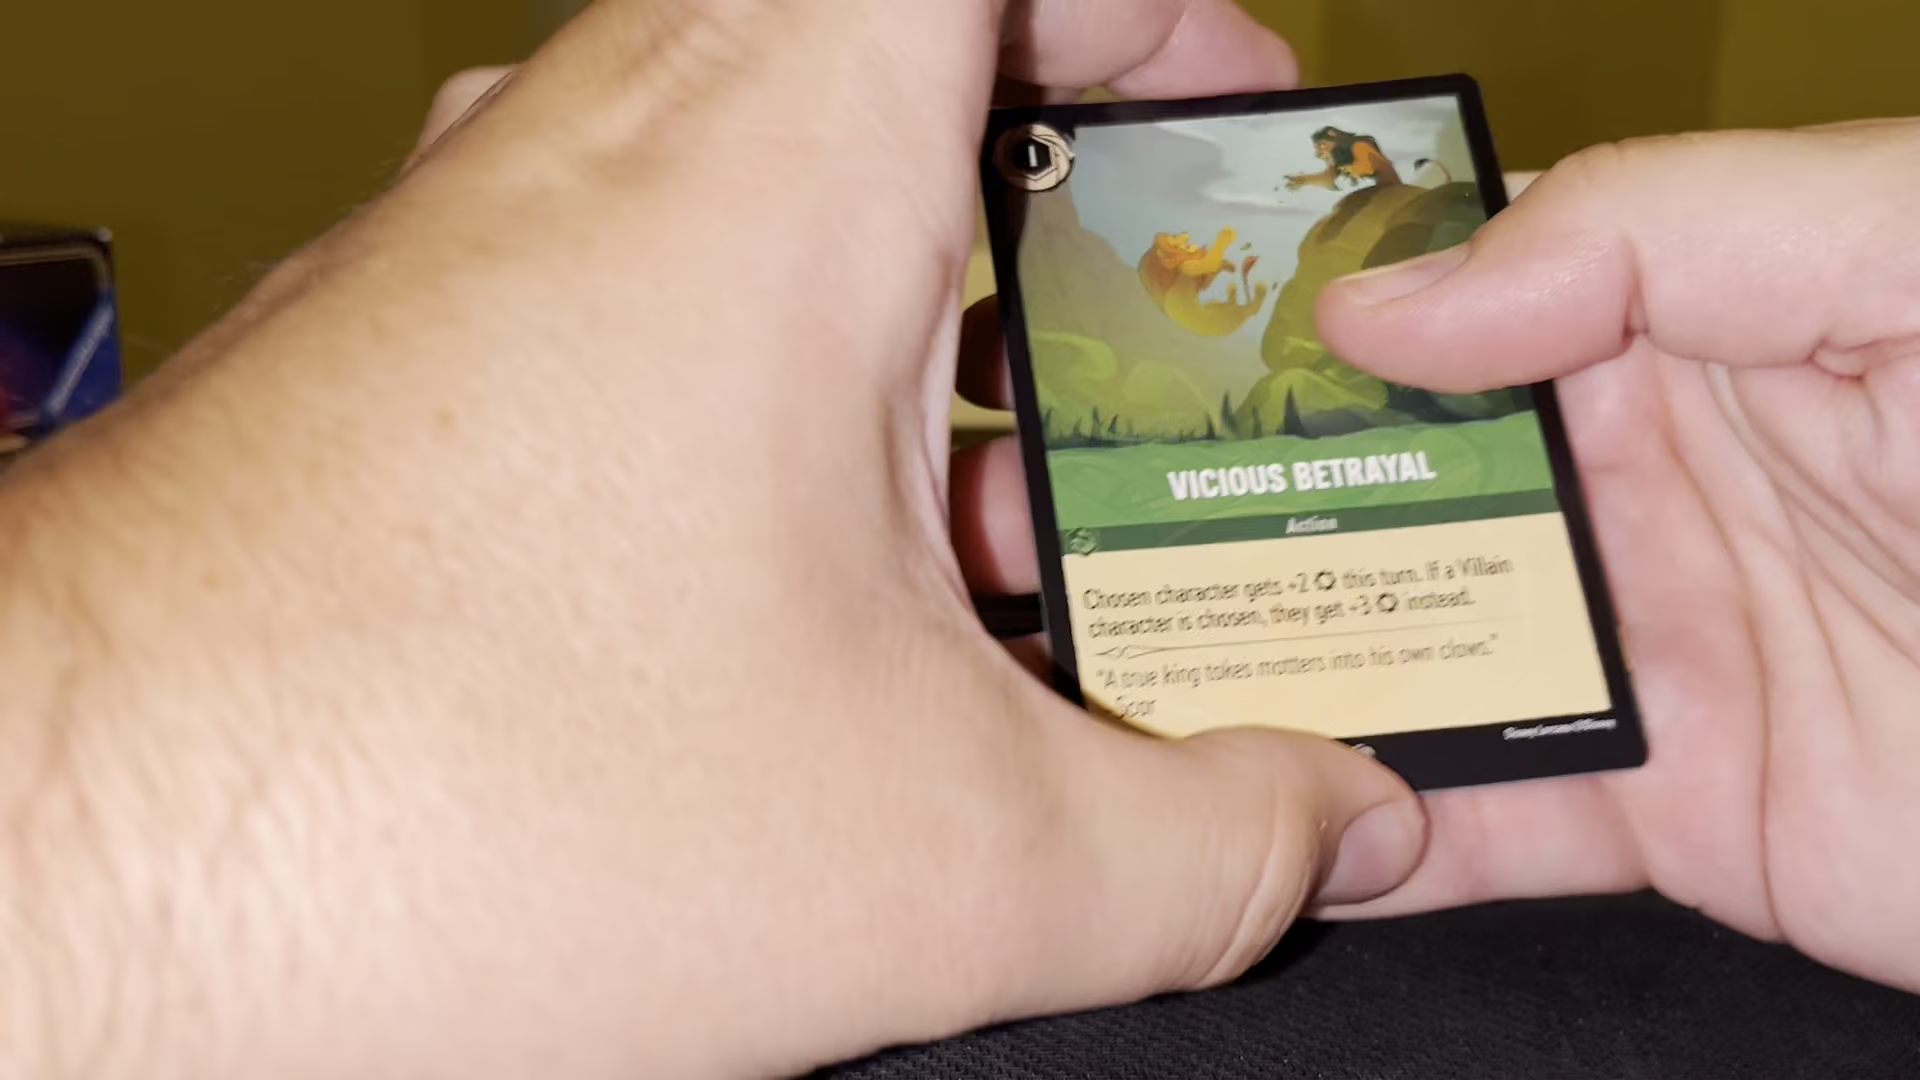 1
VICIOUS BETRAYAL
Action
Chosen character gets +2 this turn. If a Villain
character is chosen, they get +3 instead.
"A true king takes matters into his own claws."
Scar